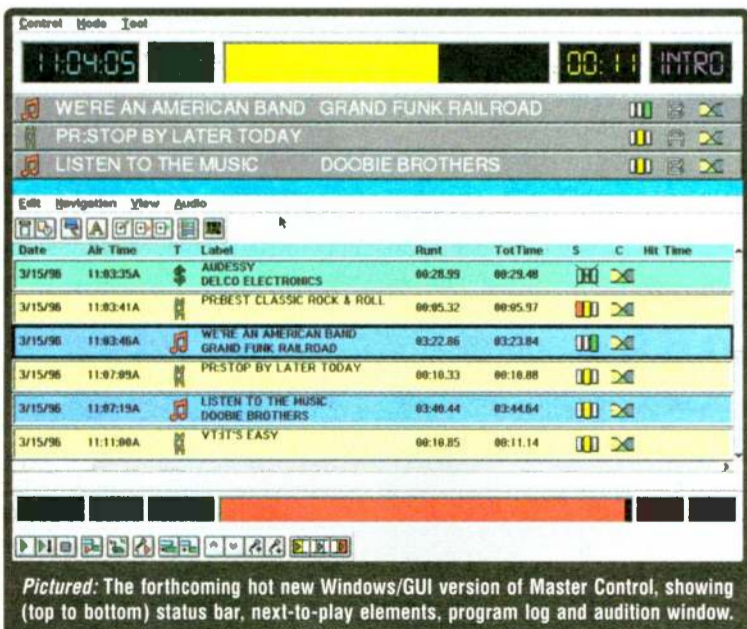 Control Mode Tool
11:04:05 00:11 INTRO
WE'RE AN AMERICAN BAND GRAND FUNK RAILROAD
PR:STOP BY LATER TODAY
LISTEN TO THE MUSIC DOOBIE BROTHERS
Edit Navigation View Audio
A
Date Air Time T Label Runt TotTime S C Hit Time
3/15/96 11:03:35A $ AUDESSY 00:28.99 00:29.48
DELCO ELECTRONICS
3/15/96 11:03:41A PR:BEST CLASSIC ROCK & ROLL 00:05.32 00:05.97
3/15/96 11:03:46A WE'RE AN AMERICAN BAND 03:22.86 03:23.84
GRAND FUNK RAILROAD
3/15/96 11:07:09A PR:STOP BY LATER TODAY 00:10.33 00:10.88
3/15/96 11:07:19A LISTEN TO THE MUSIC 03:40.44 03:44.64
DOOBIE BROTHERS
3/15/96 11:11:00A VT:IT'S EASY 00:10.85 00:11.14
Pictured: The forthcoming hot new Windows/GUI version of Master Control, showing
(top to bottom) status bar, next-to-play elements, program log and audition window.